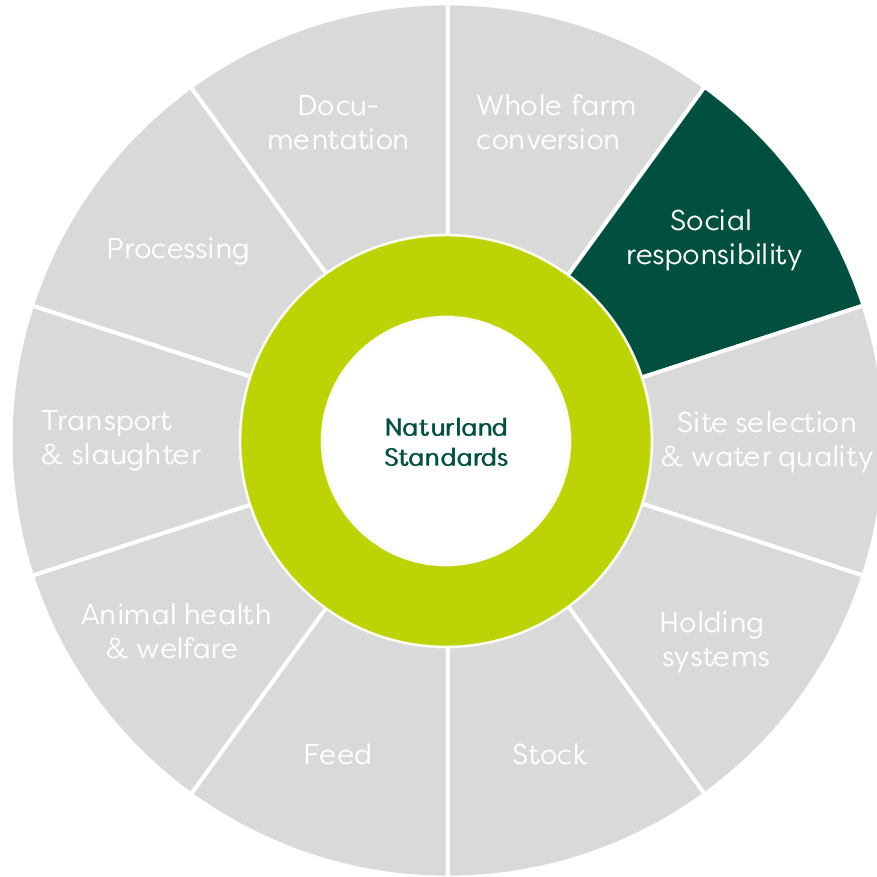 Docu-
mentation
Whole farm
conversion
Social
responsibility
Processing
Transport
& slaughter
Naturland
Standards
Site selection
& water quality
Animal health
& welfare
Holding
systems
Feed
Stock